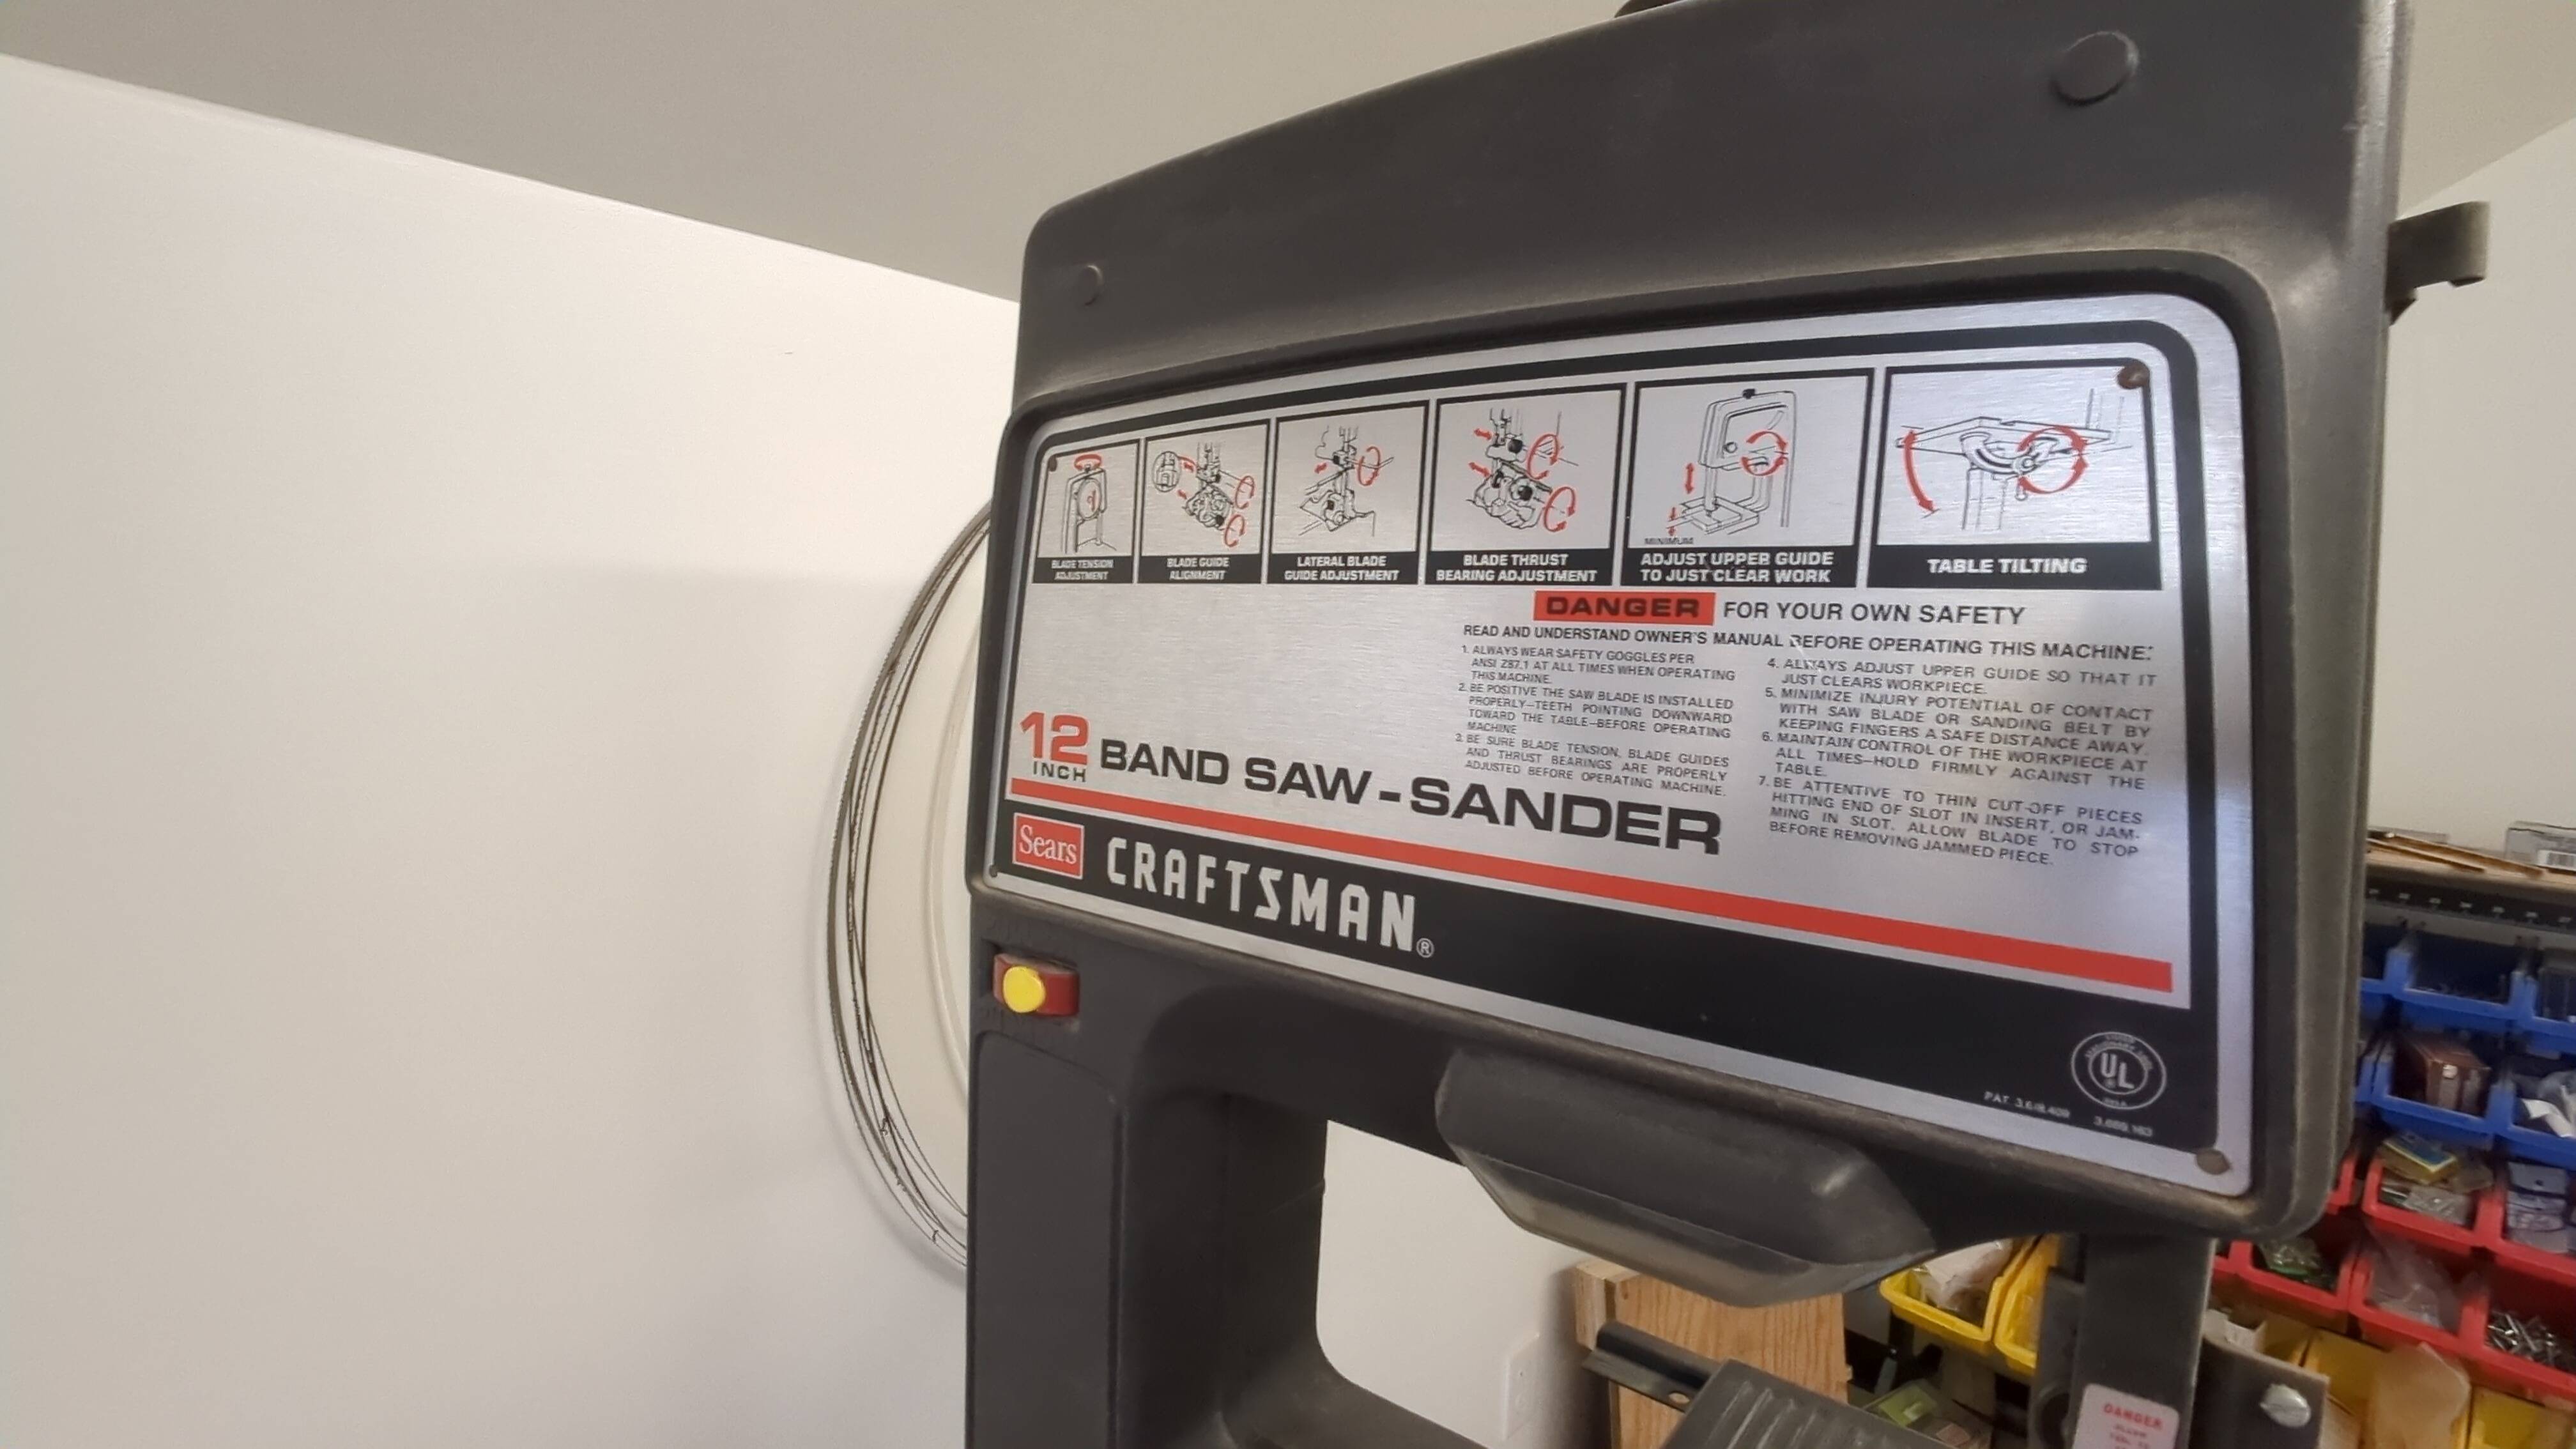 BLADE TENSION
ADJUSTMENT
BLADE GUIDE
ALIGNMENT
LATERAL BLADE
GUIDE ADJUSTMENT
BLADE THRUST
BEARING ADJUSTMENT
MINIMUM
ADJUST UPPER GUIDE
TO JUST CLEAR WORK
TABLE TILTING
DANGER FOR YOUR OWN SAFETY
READ AND UNDERSTAND OWNER'S MANUAL BEFORE OPERATING THIS MACHINE:
1. ALWAYS WEAR SAFETY GOGGLES PER
ANSI Z87.1 AT ALL TIMES WHEN OPERATING
THIS MACHINE.
2. BE POSITIVE THE SAW BLADE IS INSTALLED
PROPERLY—TEETH POINTING DOWNWARD
TOWARD THE TABLE—BEFORE OPERATING
MACHINE
3. BE SURE BLADE TENSION, BLADE GUIDES
AND THRUST BEARINGS ARE PROPERLY
ADJUSTED BEFORE OPERATING MACHINE.
4. ALWAYS ADJUST UPPER GUIDE SO THAT IT
JUST CLEARS WORKPIECE.
5. MINIMIZE INJURY POTENTIAL OF CONTACT
WITH SAW BLADE OR SANDING BELT BY
KEEPING FINGERS A SAFE DISTANCE AWAY.
6. MAINTAIN CONTROL OF THE WORKPIECE AT
ALL TIMES—HOLD FIRMLY AGAINST THE
TABLE.
7. BE ATTENTIVE TO THIN CUT-OFF PIECES
HITTING END OF SLOT IN INSERT, OR JAM-
MING IN SLOT. ALLOW BLADE TO STOP
BEFORE REMOVING JAMMED PIECE.
12
INCH
BAND SAW-SANDER
Sears
CRAFTSMAN®
UL
PAT.
DANGER